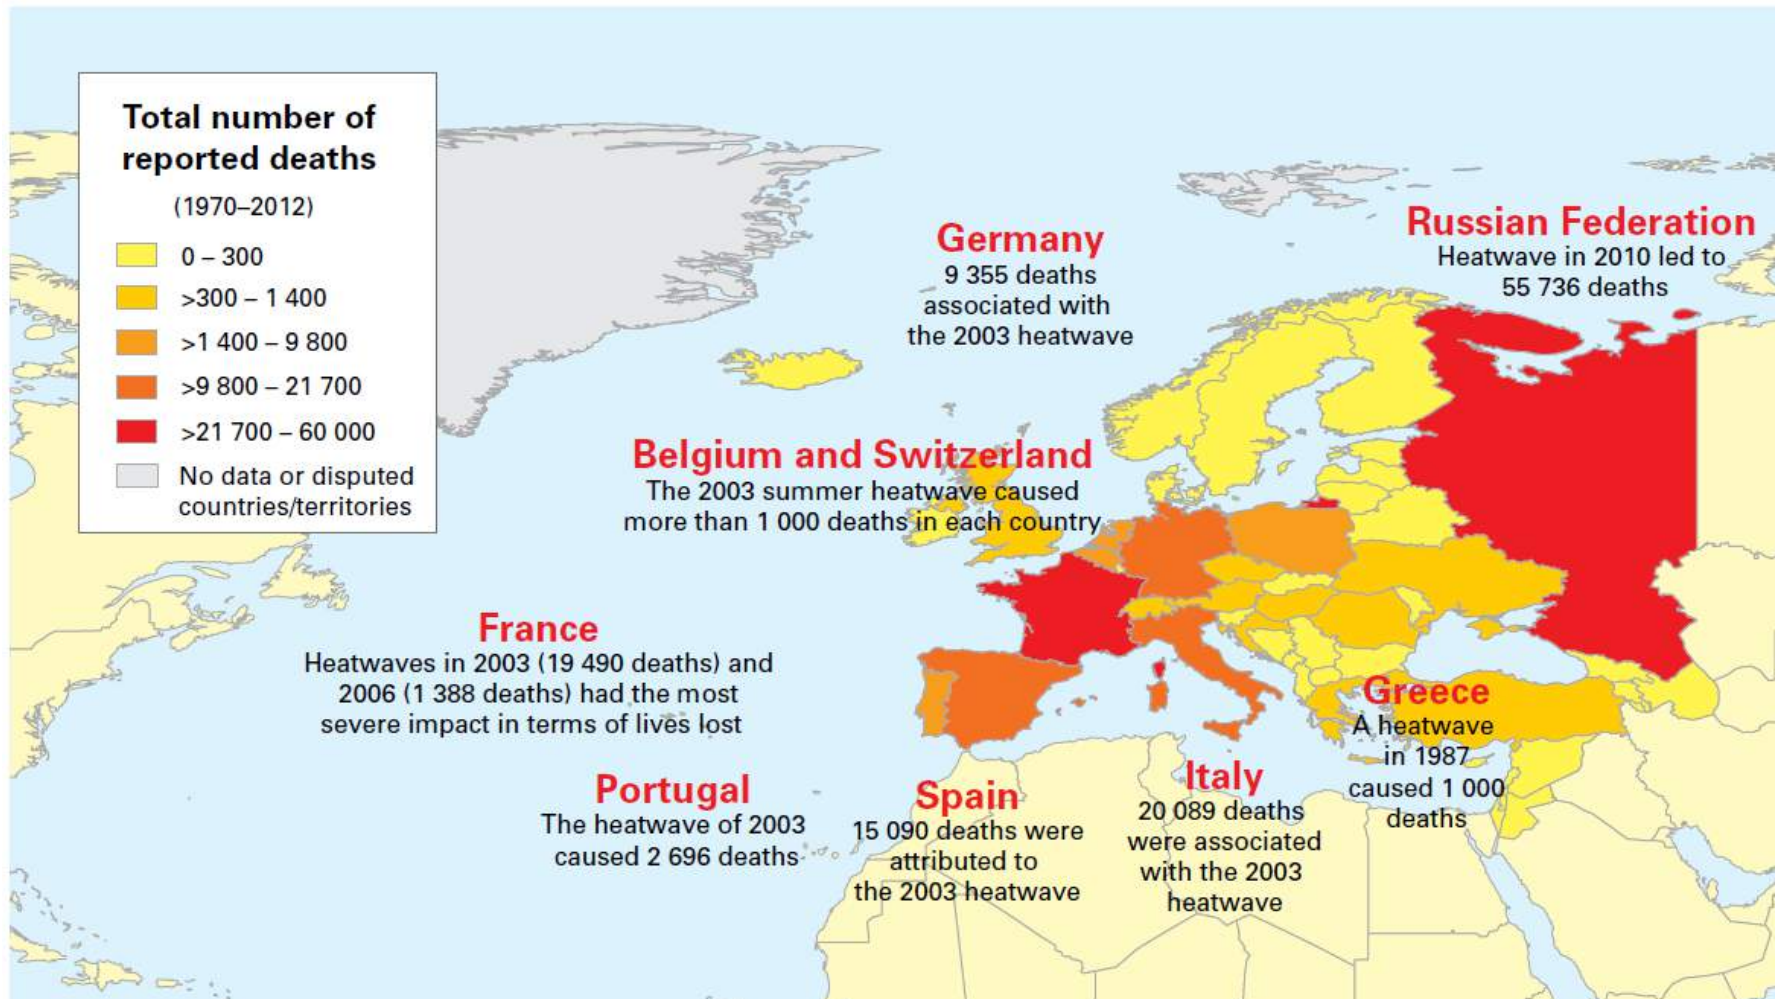 Total number of
reported deaths
(1970–2012)
0 – 300
>300 – 1 400
>1 400 – 9 800
>9 800 – 21 700
>21 700 – 60 000
No data or disputed
countries/territories
Germany
9 355 deaths
associated with
the 2003 heatwave
Russian Federation
Heatwave in 2010 led to
55 736 deaths
Belgium and Switzerland
The 2003 summer heatwave caused
more than 1 000 deaths in each country
France
Heatwaves in 2003 (19 490 deaths) and
2006 (1 388 deaths) had the most
severe impact in terms of lives lost
Portugal
The heatwave of 2003
caused 2 696 deaths
Spain
15 090 deaths were
attributed to
the 2003 heatwave
Italy
20 089 deaths
were associated
with the 2003
heatwave
Greece
A heatwave
in 1987
caused 1 000
deaths